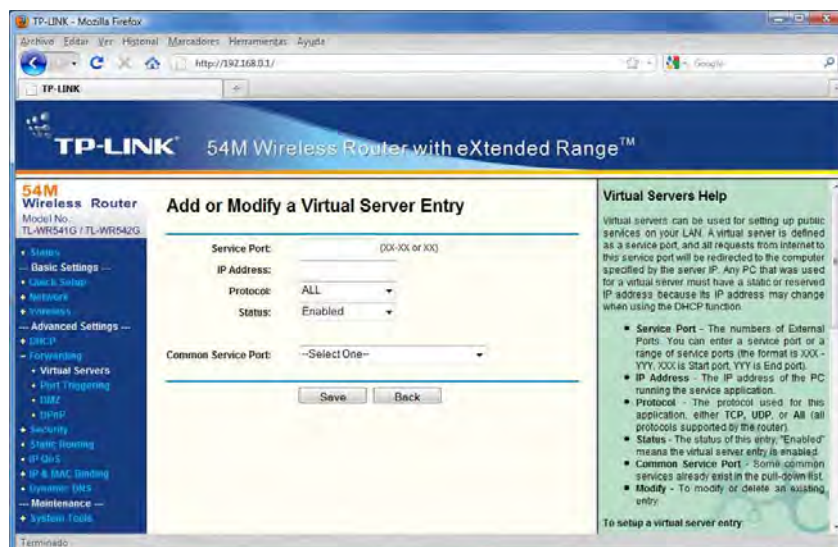 TP-LINK - Mozilla Firefox
Archivo Editar Ver Historial Marcadores Herramientas Ayuda
http://192.168.0.1/
Google
TP-LINK
TP-LINK® 54M Wireless Router with eXtended Range™
54M
Wireless Router
Model No.:
TL-WR541G / TL-WR542G
• Status
--- Basic Settings ---
• Quick Setup
+ Network
+ Wireless
--- Advanced Settings ---
+ DHCP
- Forwarding
• Virtual Servers
• Port Triggering
• DMZ
• UPnP
+ Security
• Static Routing
• IP QoS
+ IP & MAC Binding
• Dynamic DNS
--- Maintenance ---
+ System Tools
Add or Modify a Virtual Server Entry
Service Port: (XX-XX or XX)
IP Address:
Protocol: ALL
Status: Enabled
Common Service Port: --Select One--
Save Back
Virtual Servers Help
Virtual servers can be used for setting up public
services on your LAN. A virtual server is defined
as a service port, and all requests from Internet to
this service port will be redirected to the computer
specified by the server IP. Any PC that was used
for a virtual server must have a static or reserved
IP address because its IP address may change
when using the DHCP function.
Service Port - The numbers of External
Ports. You can enter a service port or a
range of service ports (the format is XXX -
YYY, XXX is Start port, YYY is End port).
IP Address - The IP address of the PC
running the service application.
Protocol - The protocol used for this
application, either TCP, UDP, or All (all
protocols supported by the router).
Status - The status of this entry, "Enabled"
means the virtual server entry is enabled.
Common Service Port - Some common
services already exist in the pull-down list.
Modify - To modify or delete an existing
entry.
To setup a virtual server entry
Terminado